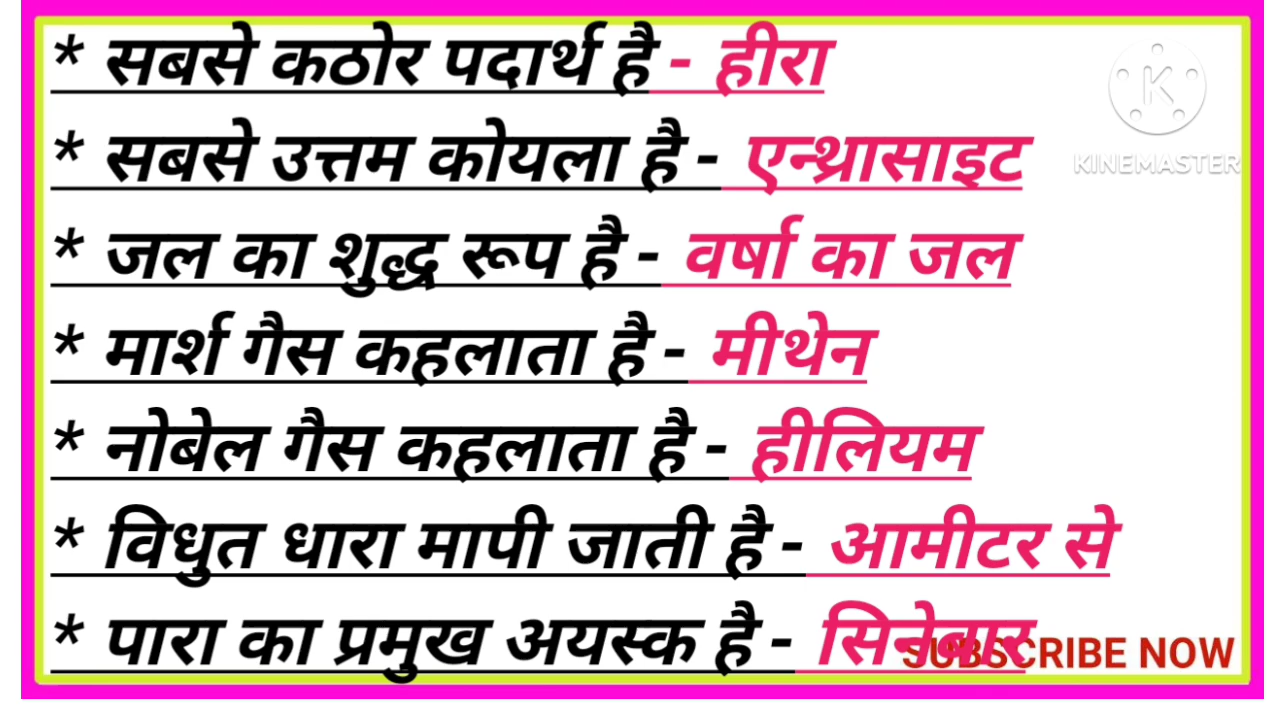 * सबसे कठोर पदार्थ है - हीरा
* सबसे उत्तम कोयला है - एन्थ्रासाइट
* जल का शुद्ध रूप है - वर्षा का जल
* मार्श गैस कहलाता है - मीथेन
* नोबेल गैस कहलाता है - हीलियम
* विधुत धारा मापी जाती है - आमीटर से
* पारा का प्रमुख अयस्क है - सिनेबार
K
KINEMASTER
SUBSCRIBE NOW